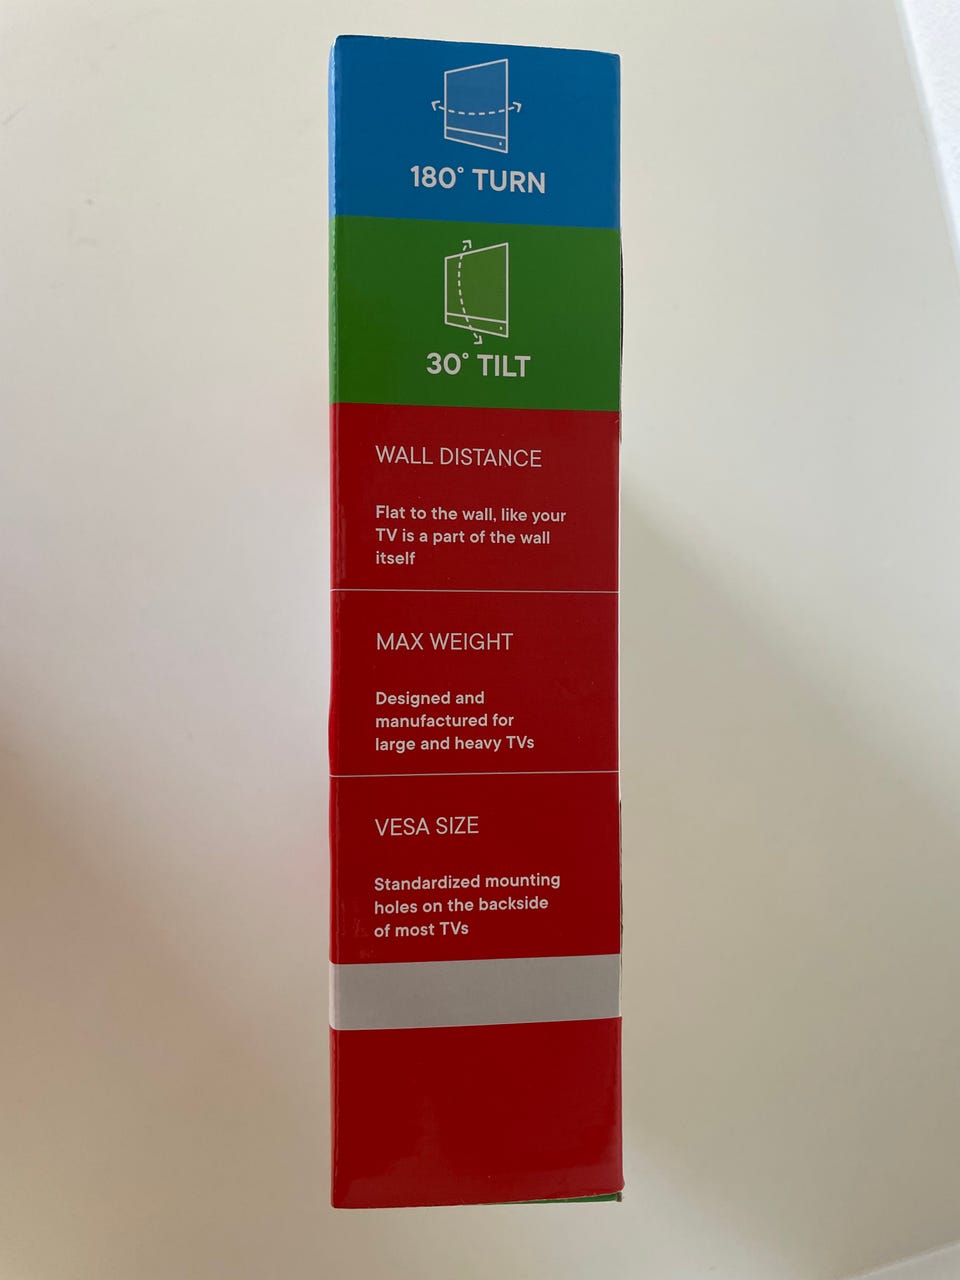 180° TURN
30° TILT
WALL DISTANCE
Flat to the wall, like your
TV is a part of the wall
itself
MAX WEIGHT
Designed and
manufactured for
large and heavy TVs
VESA SIZE
Standardized mounting
holes on the backside
of most TVs